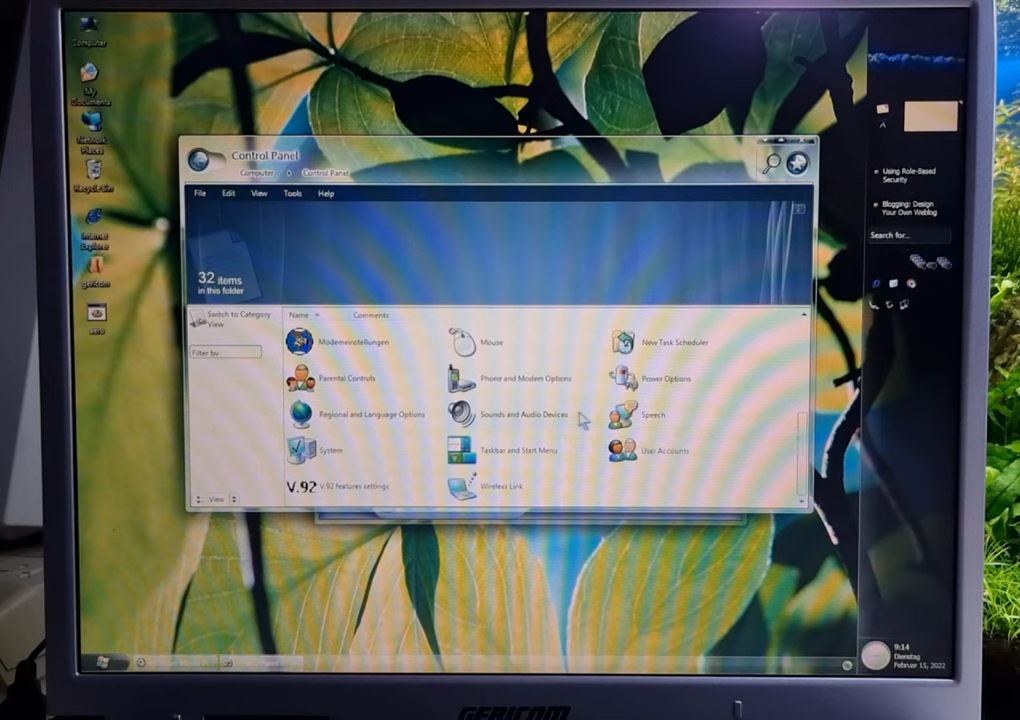 Computer
My
Documents
Network
Places
Recycle Bin
Internet
Explorer
gericom
aero
Control Panel
Computer
Control Panel
File
Edit
View
Tools
Help
32 items
in this folder
Switch to Category
View
Filter by
View
Name
Comments
Modemeinstellungen
Mouse
New Task Scheduler
Parental Controls
Phone and Modem Options
Power Options
Regional and Language Options
Sounds and Audio Devices
Speech
System
Taskbar and Start Menu
User Accounts
V.92
V.92 features settings
Wireless Link
Using Role-Based
Security
Blogging: Design
Your Own Weblog
Search for...
9:14
Dienstag
Februar 15, 2022
GERICOM